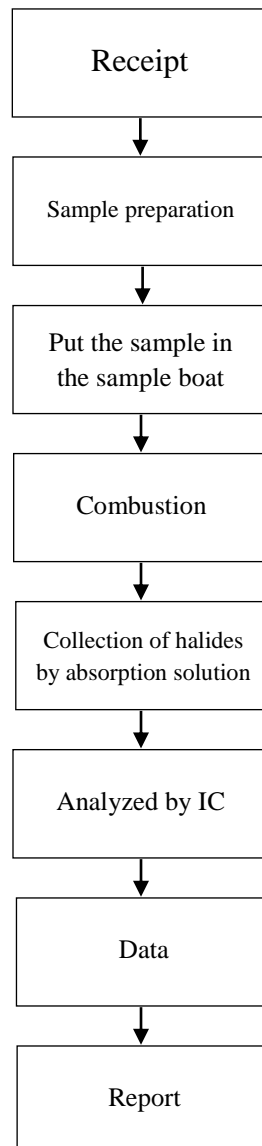 Receipt
Sample preparation
Put the sample in
the sample boat
Combustion
Collection of halides
by absorption solution
Analyzed by IC
Data
Report